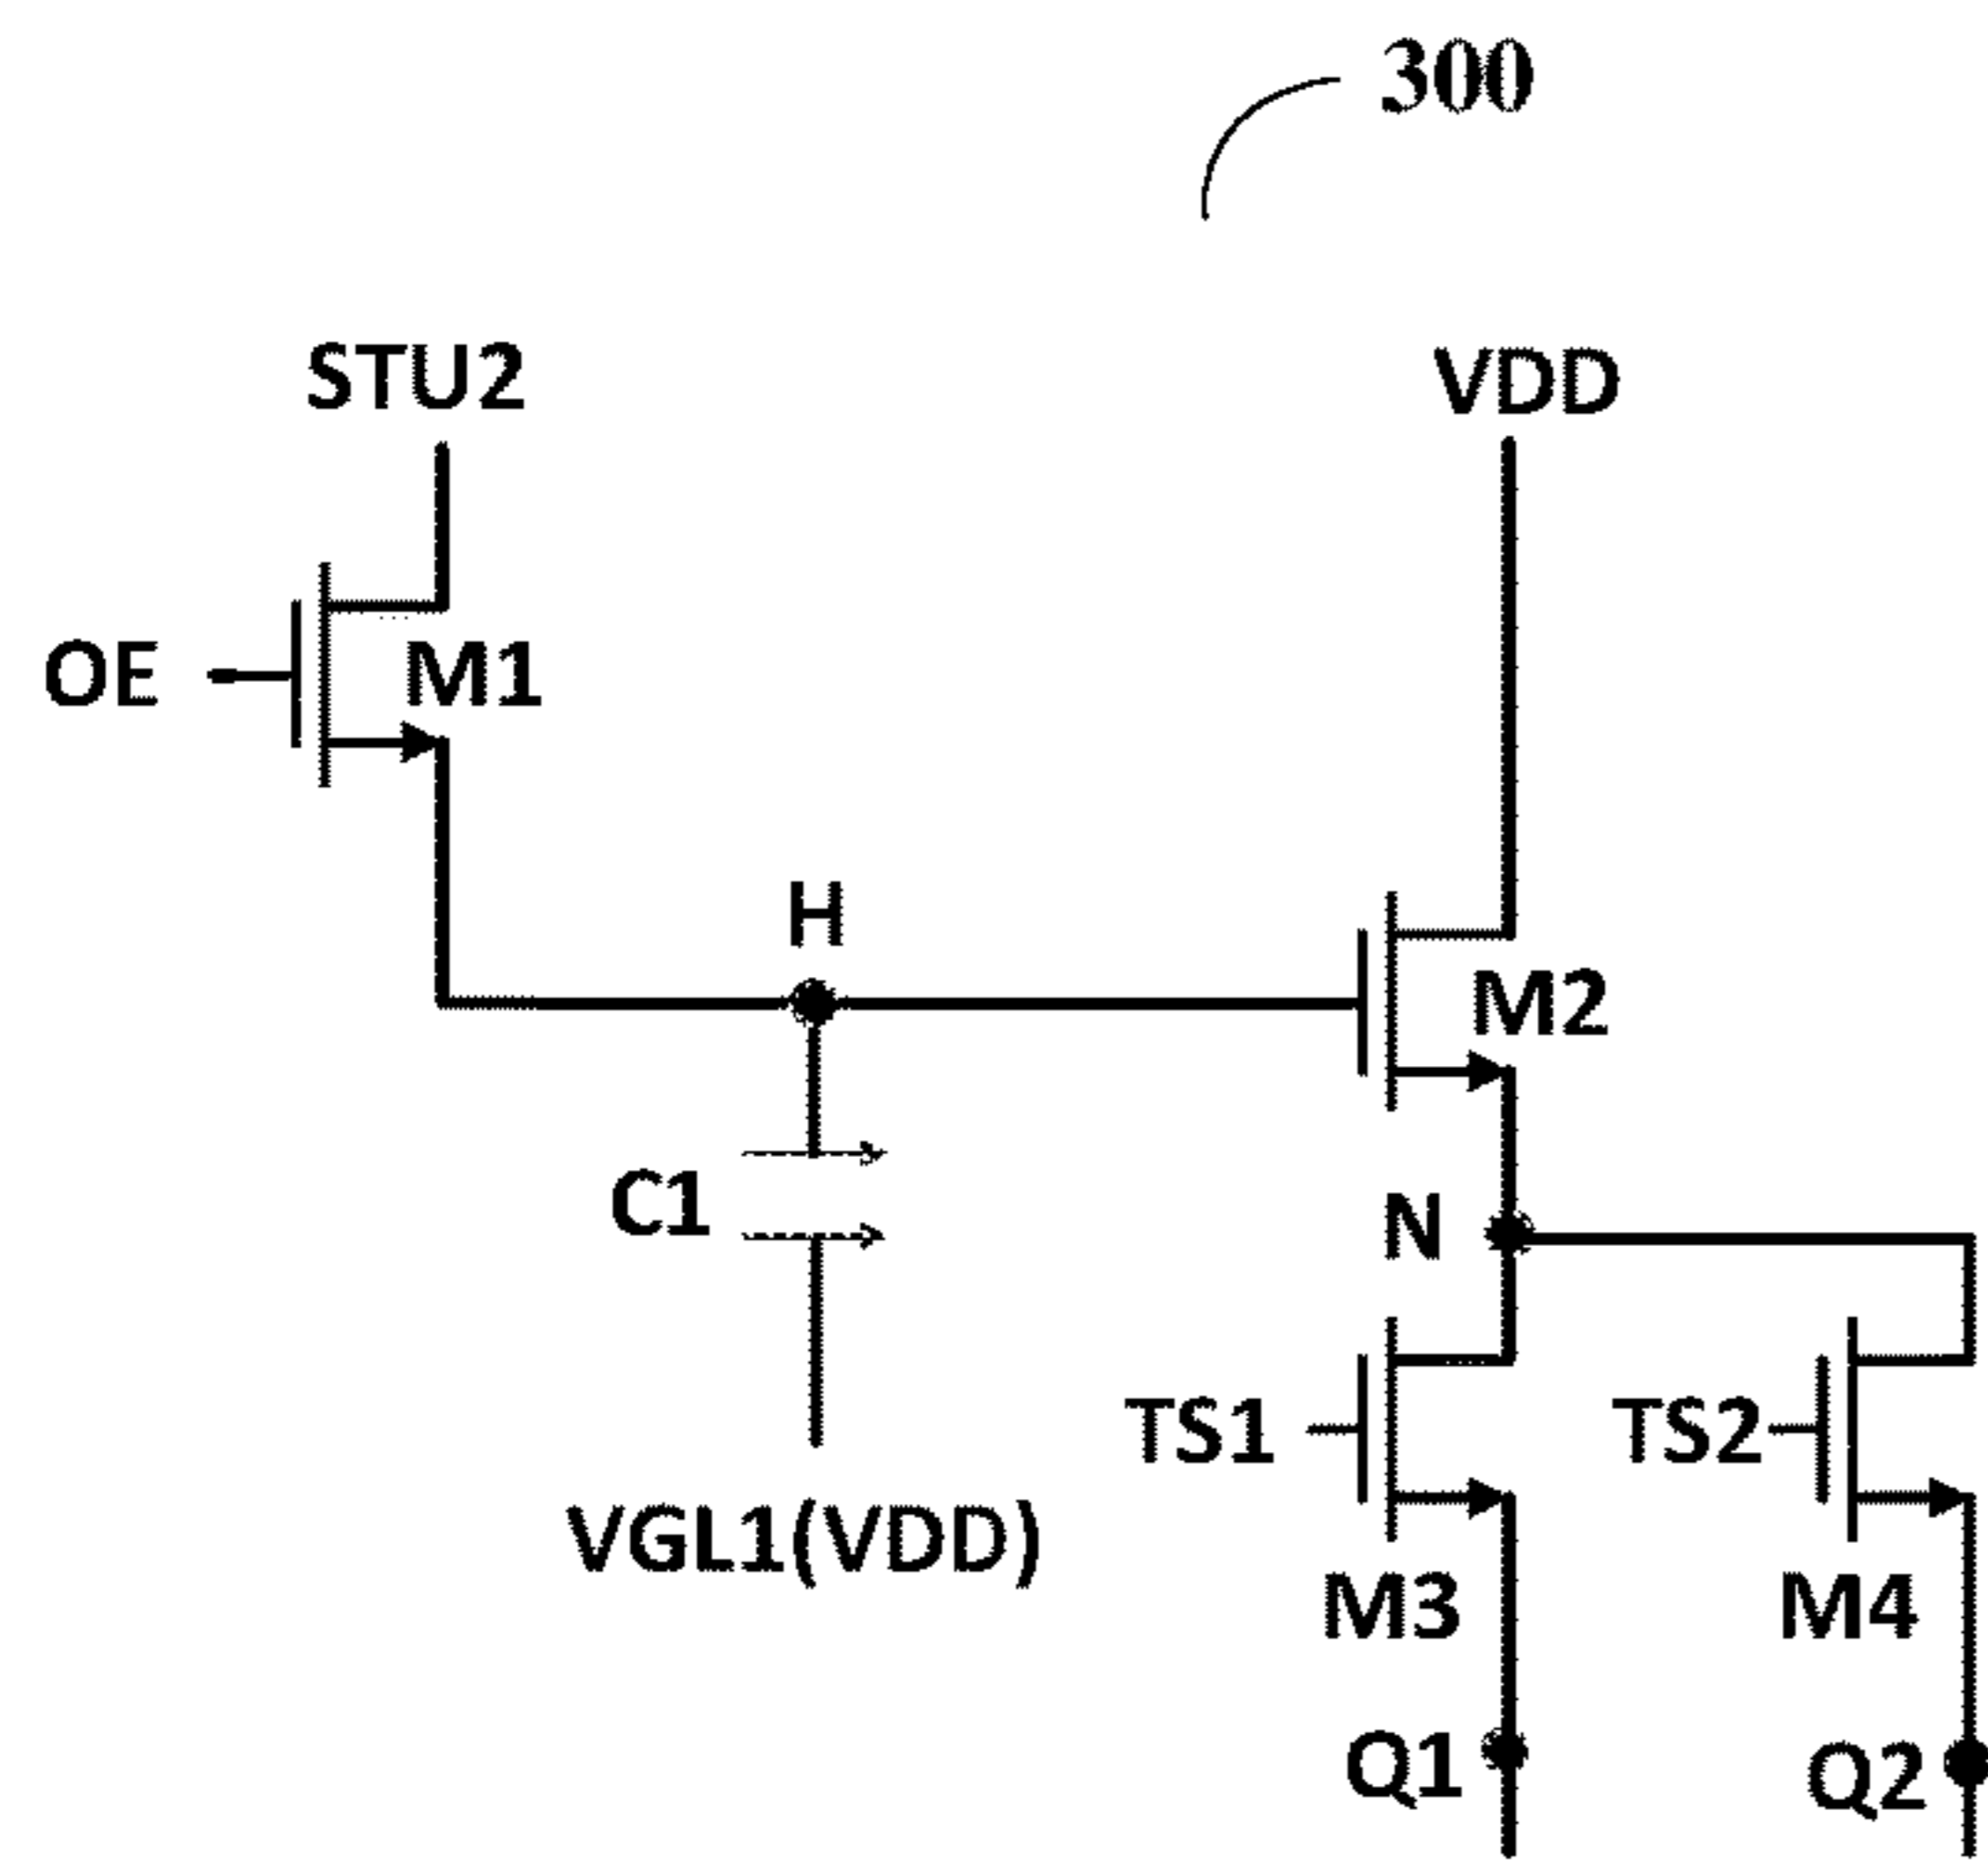 300
STU2
VDD
OE
M1
H
M2
C1
N
TS1
TS2
VGL1(VDD)
M3
M4
Q1
Q2